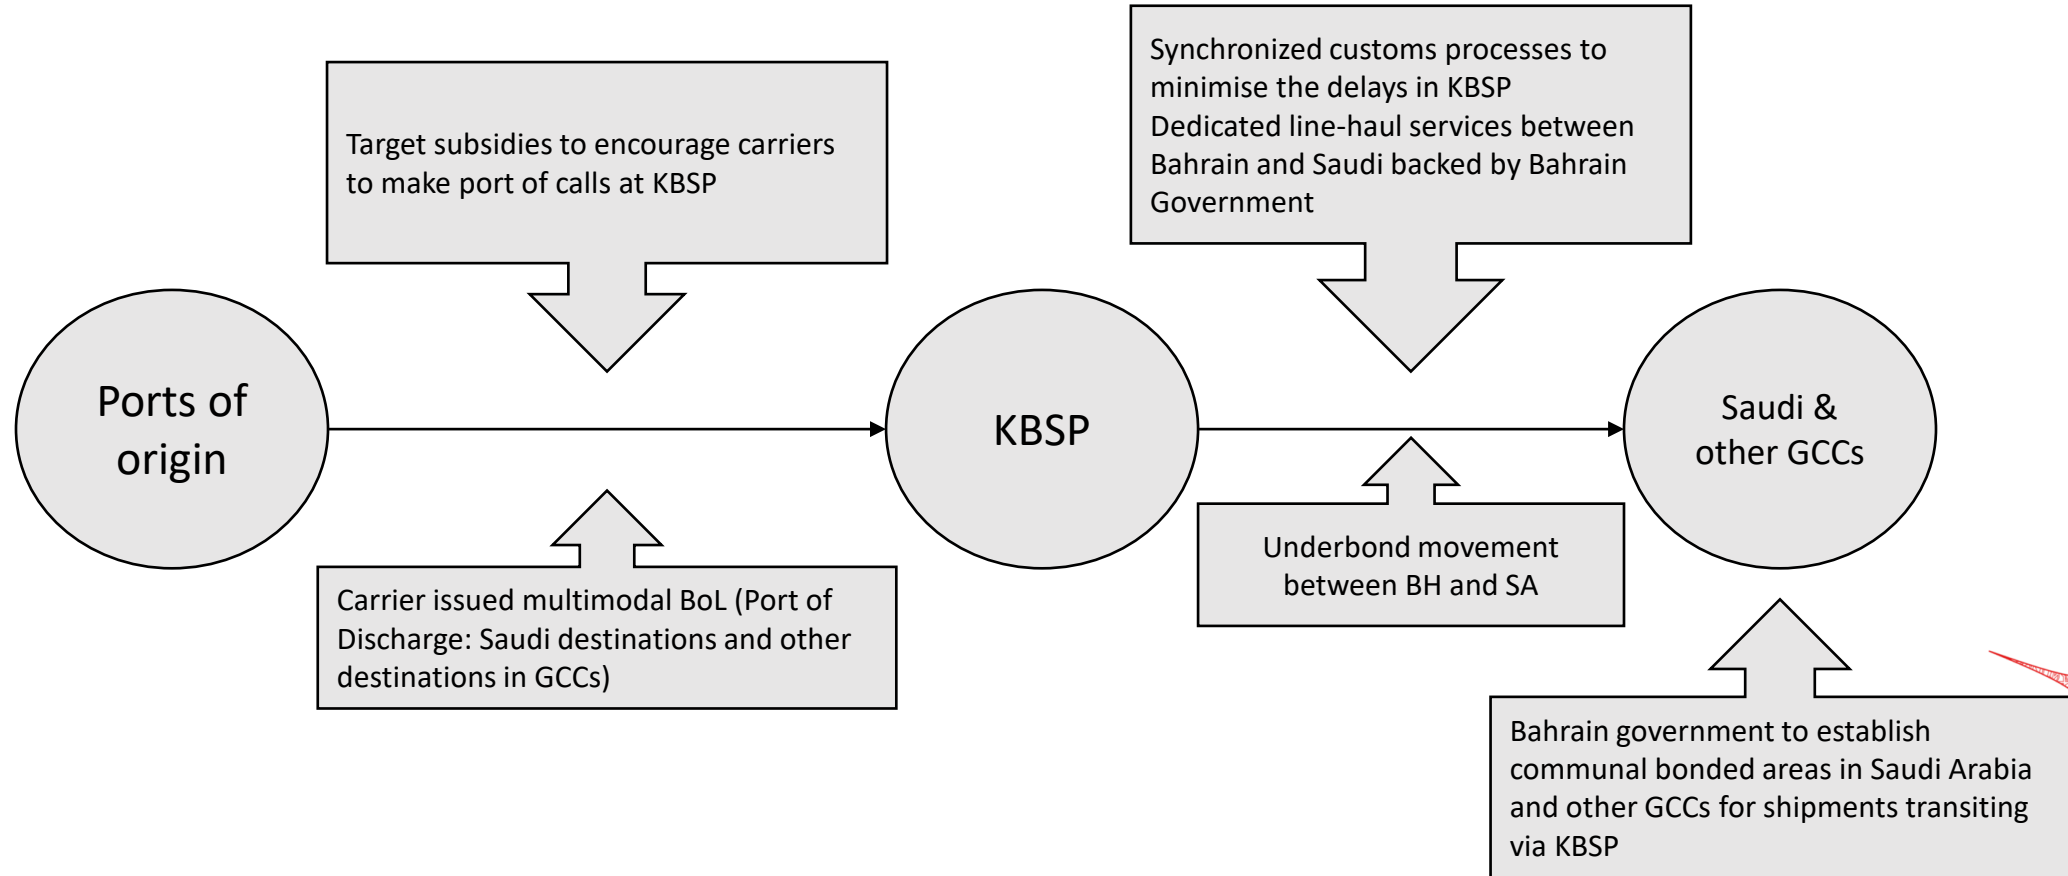 Synchronized customs processes to
minimise the delays in KBSP
Dedicated line-haul services between
Bahrain and Saudi backed by Bahrain
Government
Target subsidies to encourage carriers
to make port of calls at KBSP
Ports of
origin
KBSP
Saudi &
other GCCs
Underbond movement
between BH and SA
Carrier issued multimodal BoL (Port of
Discharge: Saudi destinations and other
destinations in GCCs)
Bahrain government to establish
communal bonded areas in Saudi Arabia
and other GCCs for shipments transiting
via KBSP